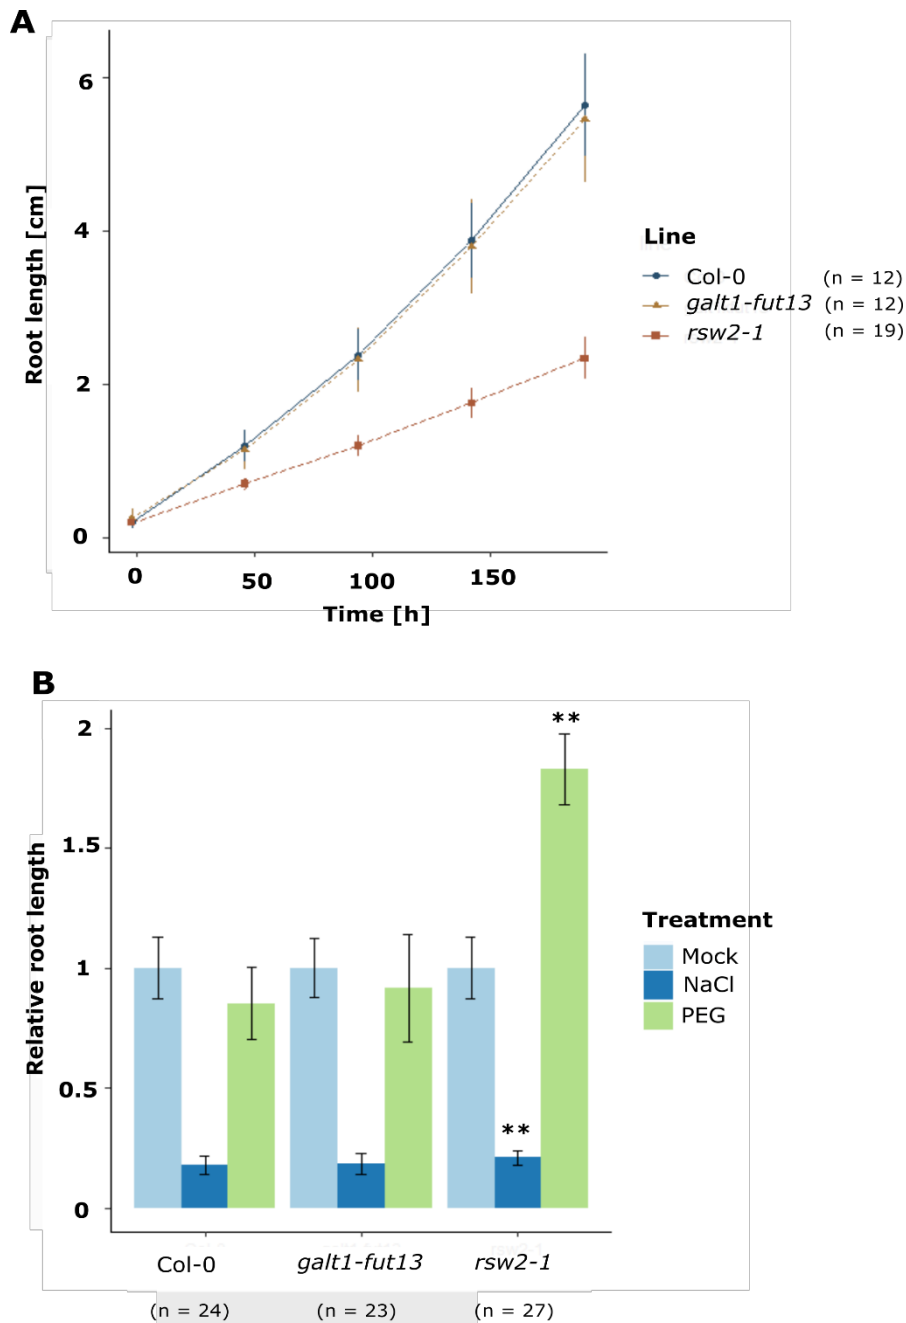 A
6
4
2
0
Root length [cm]
0 50 100 150
Time [h]
Line
Col-0 (n = 12)
galt1-fut13 (n = 12)
rsw2-1 (n = 19)
B
2
1.5
1
0.5
0
Relative root length
**
**
Treatment
Mock
NaCl
PEG
Col-0 galt1-fut13 rsw2-1
(n = 24) (n = 23) (n = 27)